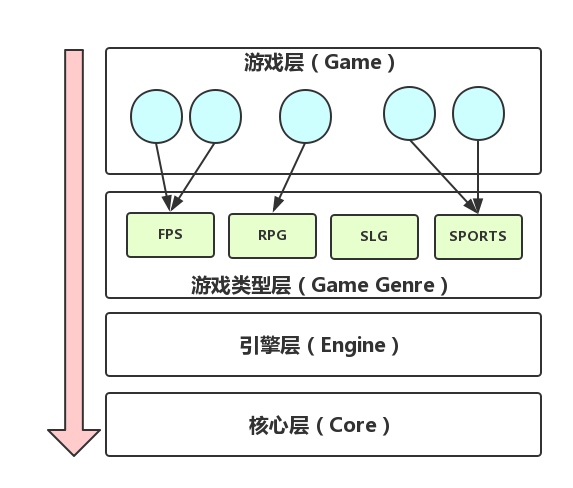 游戏层（Game）
FPS
RPG
SLG
SPORTS
游戏类型层（Game Genre）
引擎层（Engine）
核心层（Core）